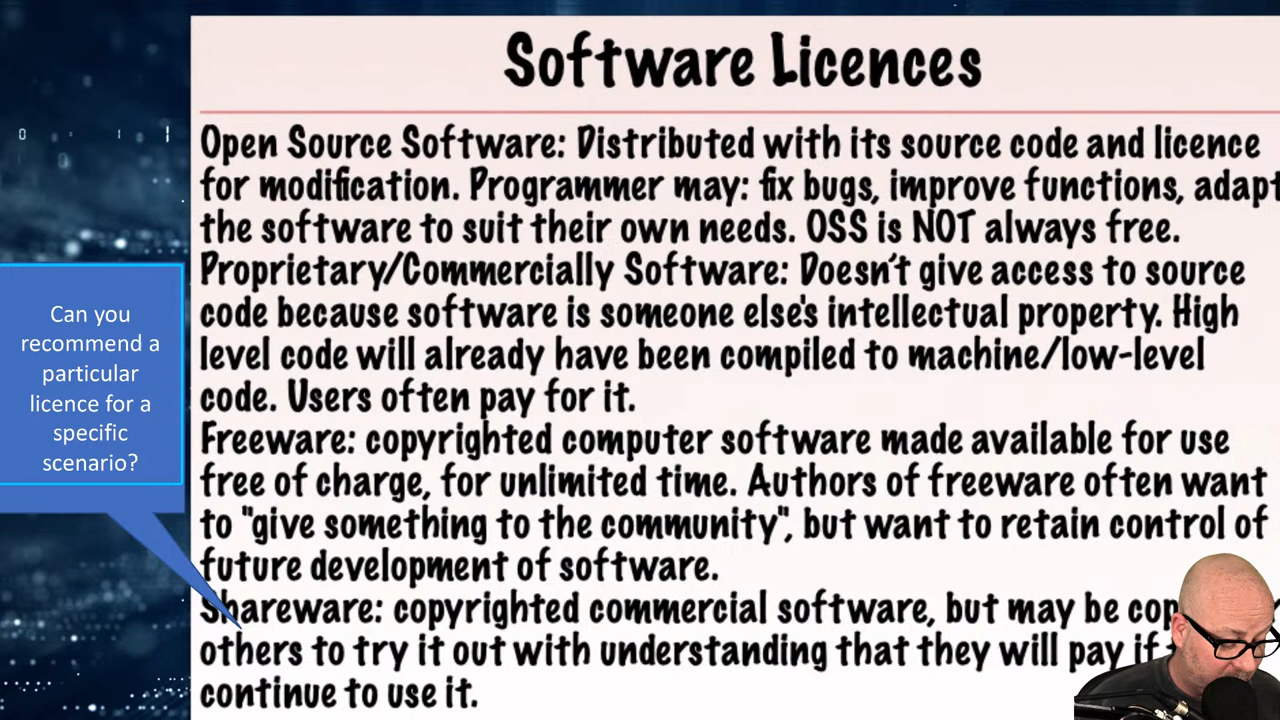 Software Licences
Open Source Software: Distributed with its source code and licence
for modification. Programmer may: fix bugs, improve functions, adapt
the software to suit their own needs. OSS is NOT always free.
Proprietary/Commercially Software: Doesn't give access to source
code because software is someone else's intellectual property. High
level code will already have been compiled to machine/low-level
code. Users often pay for it.
Freeware: copyrighted computer software made available for use
free of charge, for unlimited time. Authors of freeware often want
to "give something to the community", but want to retain control of
future development of software.
Shareware: copyrighted commercial software, but may be
others to try it out with understanding that they will pay if
continue to use it.
Can you
recommend a
particular
licence for a
specific
scenario?